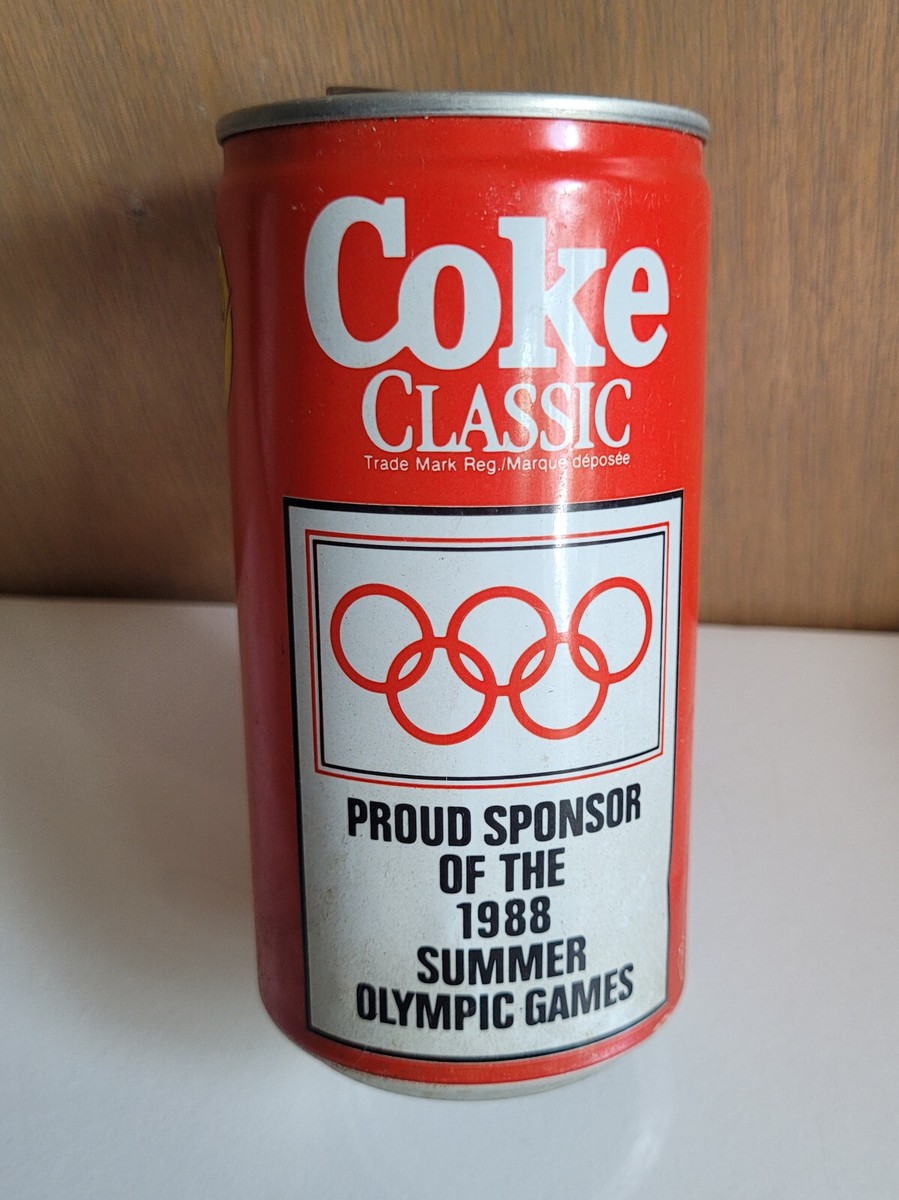 Coke
CLASSIC
Trade Mark Reg./Marque déposée
PROUD SPONSOR
OF THE
1988
SUMMER
OLYMPIC GAMES